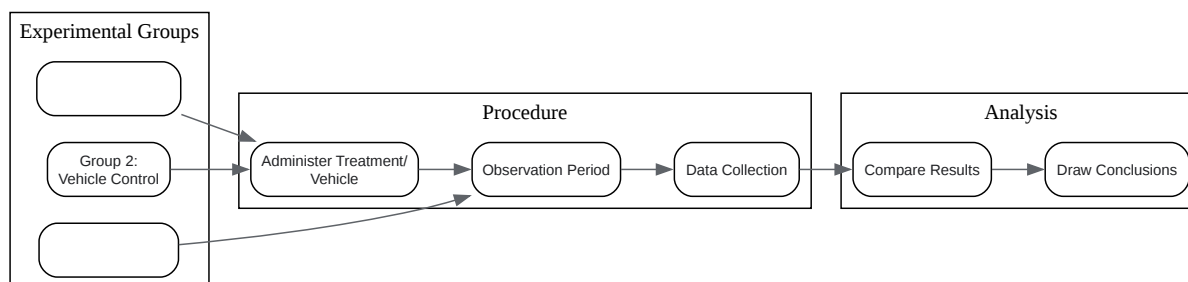 Experimental Groups
Group 2:
Vehicle Control
Procedure
Administer Treatment/
Vehicle
Observation Period
Data Collection
Analysis
Compare Results
Draw Conclusions